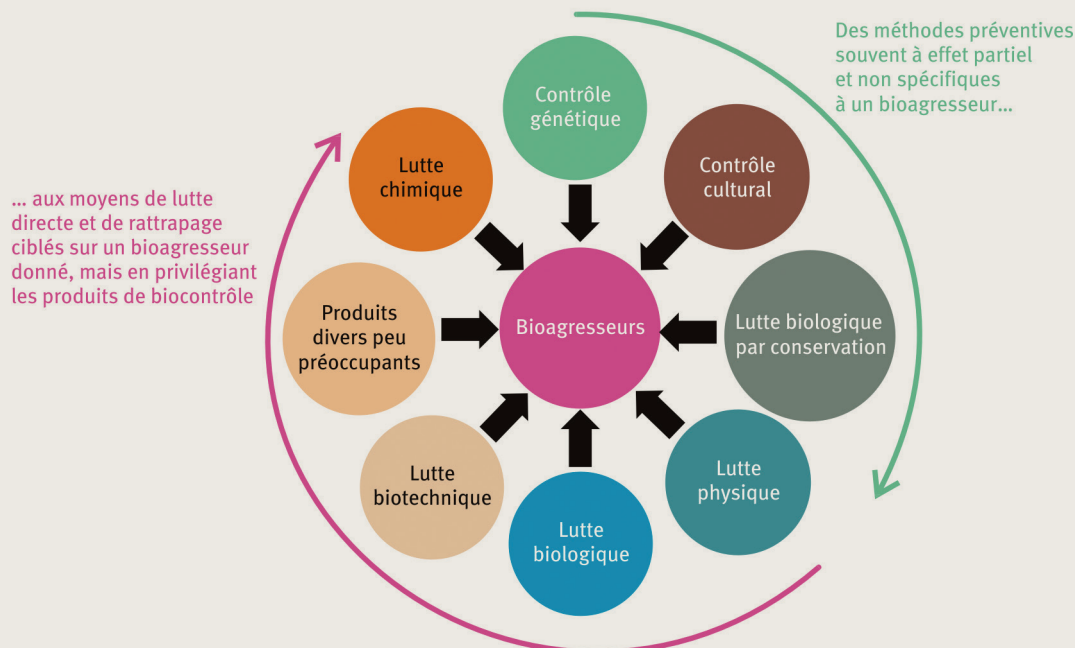 Des méthodes préventives
souvent à effet partiel
et non spécifiques
à un bioagresseur...
Contrôle
génétique
Contrôle
cultural
Lutte biologique
par conservation
Lutte
physique
Lutte
biologique
Lutte
biotechnique
Produits
divers peu
préoccupants
Lutte
chimique
Bioagresseurs
... aux moyens de lutte
directe et de rattrapage
ciblés sur un bioagresseur
donné, mais en privilégiant
les produits de biocontrôle